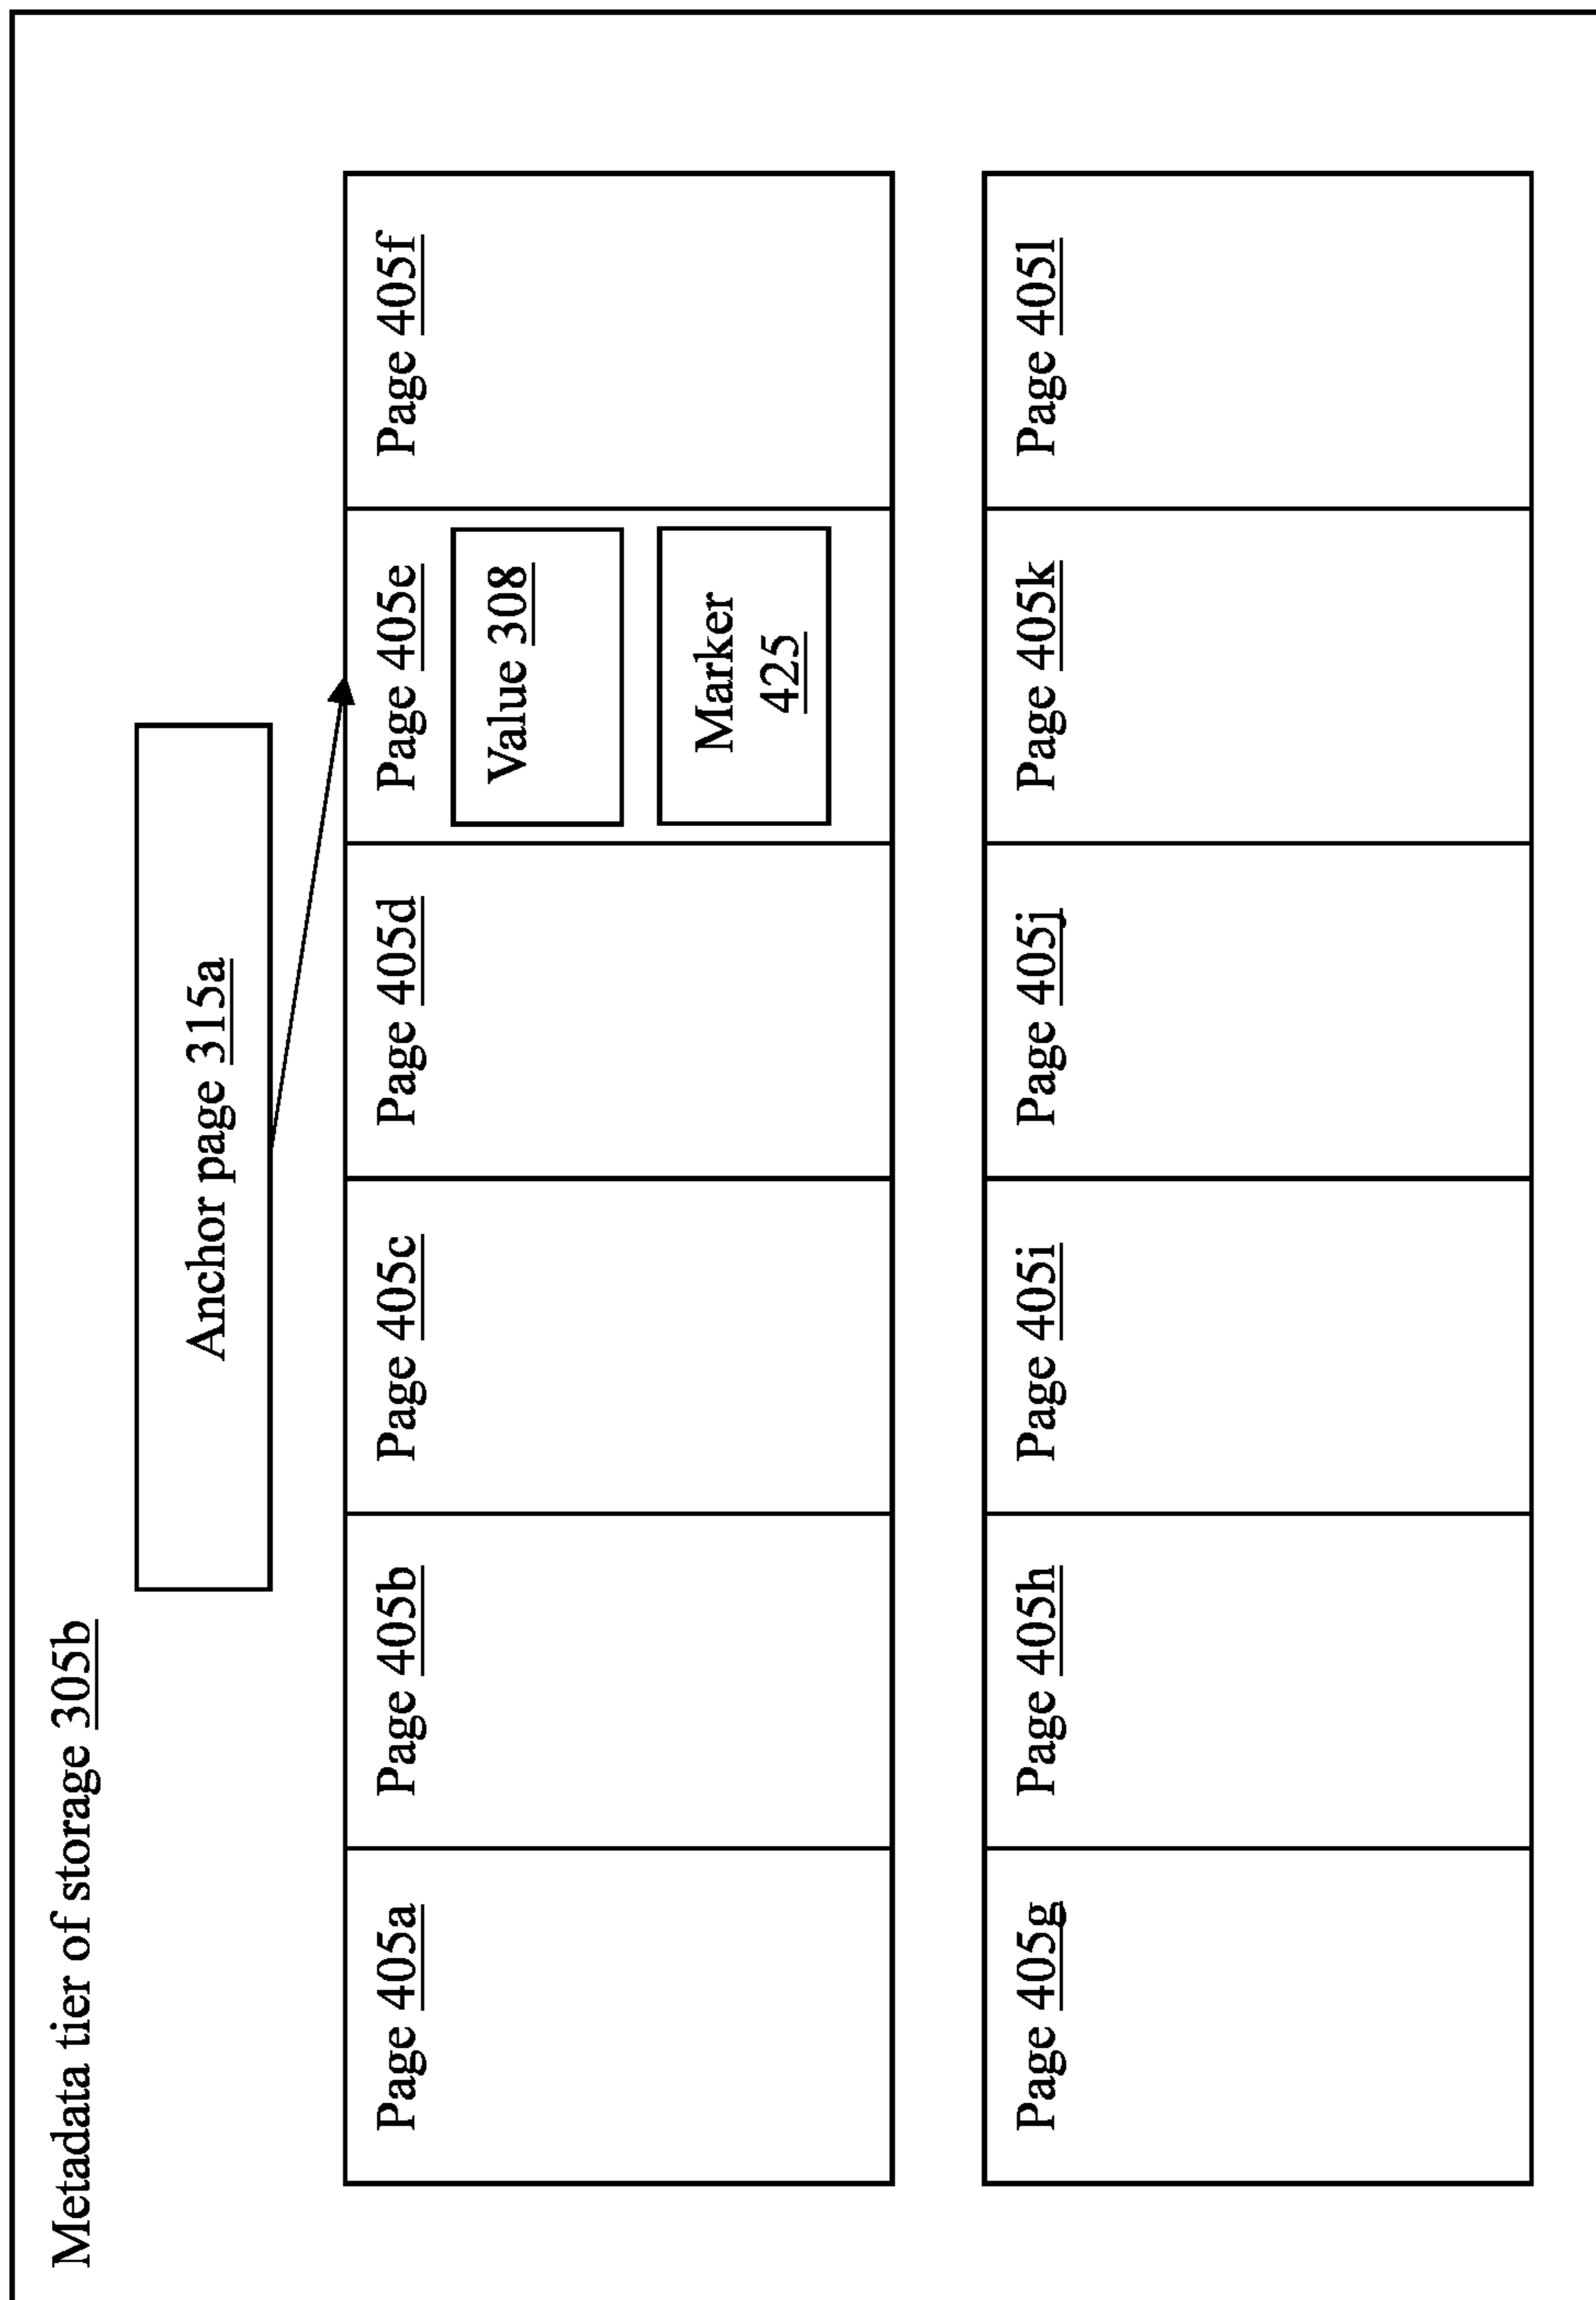 Metadata tier of storage 305b
Anchor page 315a
Page 405a
Page 405b
Page 405c
Page 405d
Page 405e
Value 308
Marker
425
Page 405f
Page 405g
Page 405h
Page 405i
Page 405j
Page 405k
Page 405l